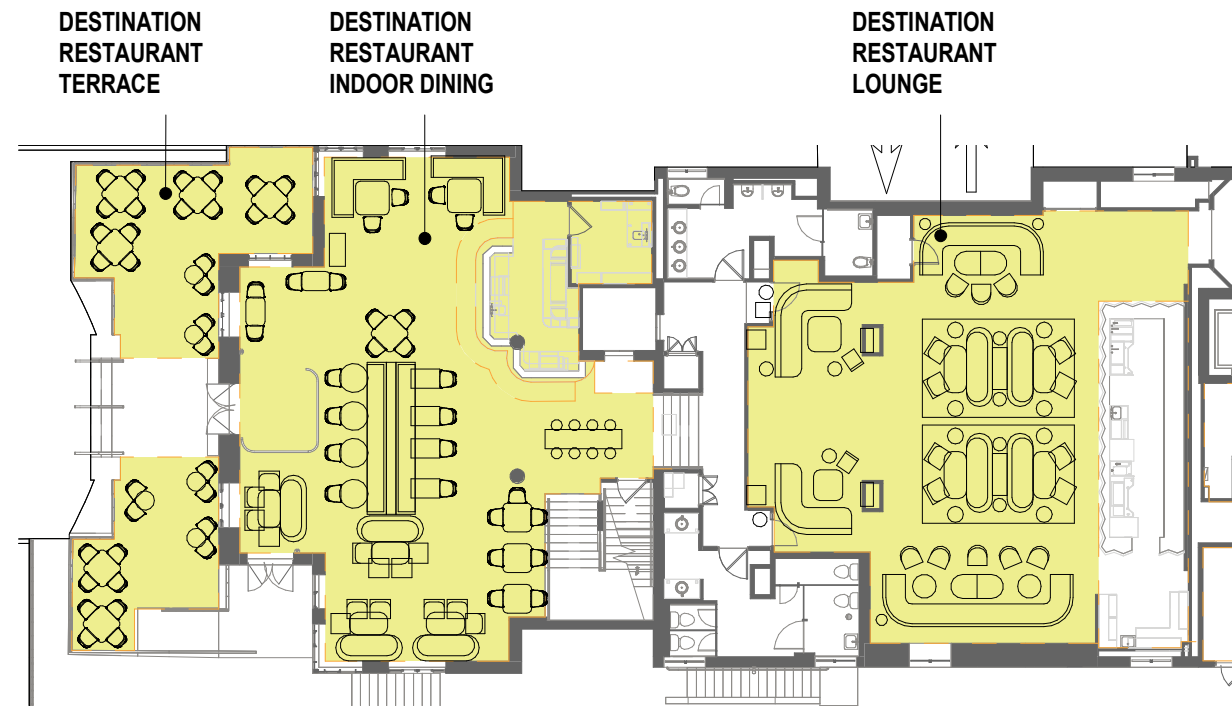 DESTINATION
RESTAURANT
TERRACE
DESTINATION
RESTAURANT
INDOOR DINING
DESTINATION
RESTAURANT
LOUNGE